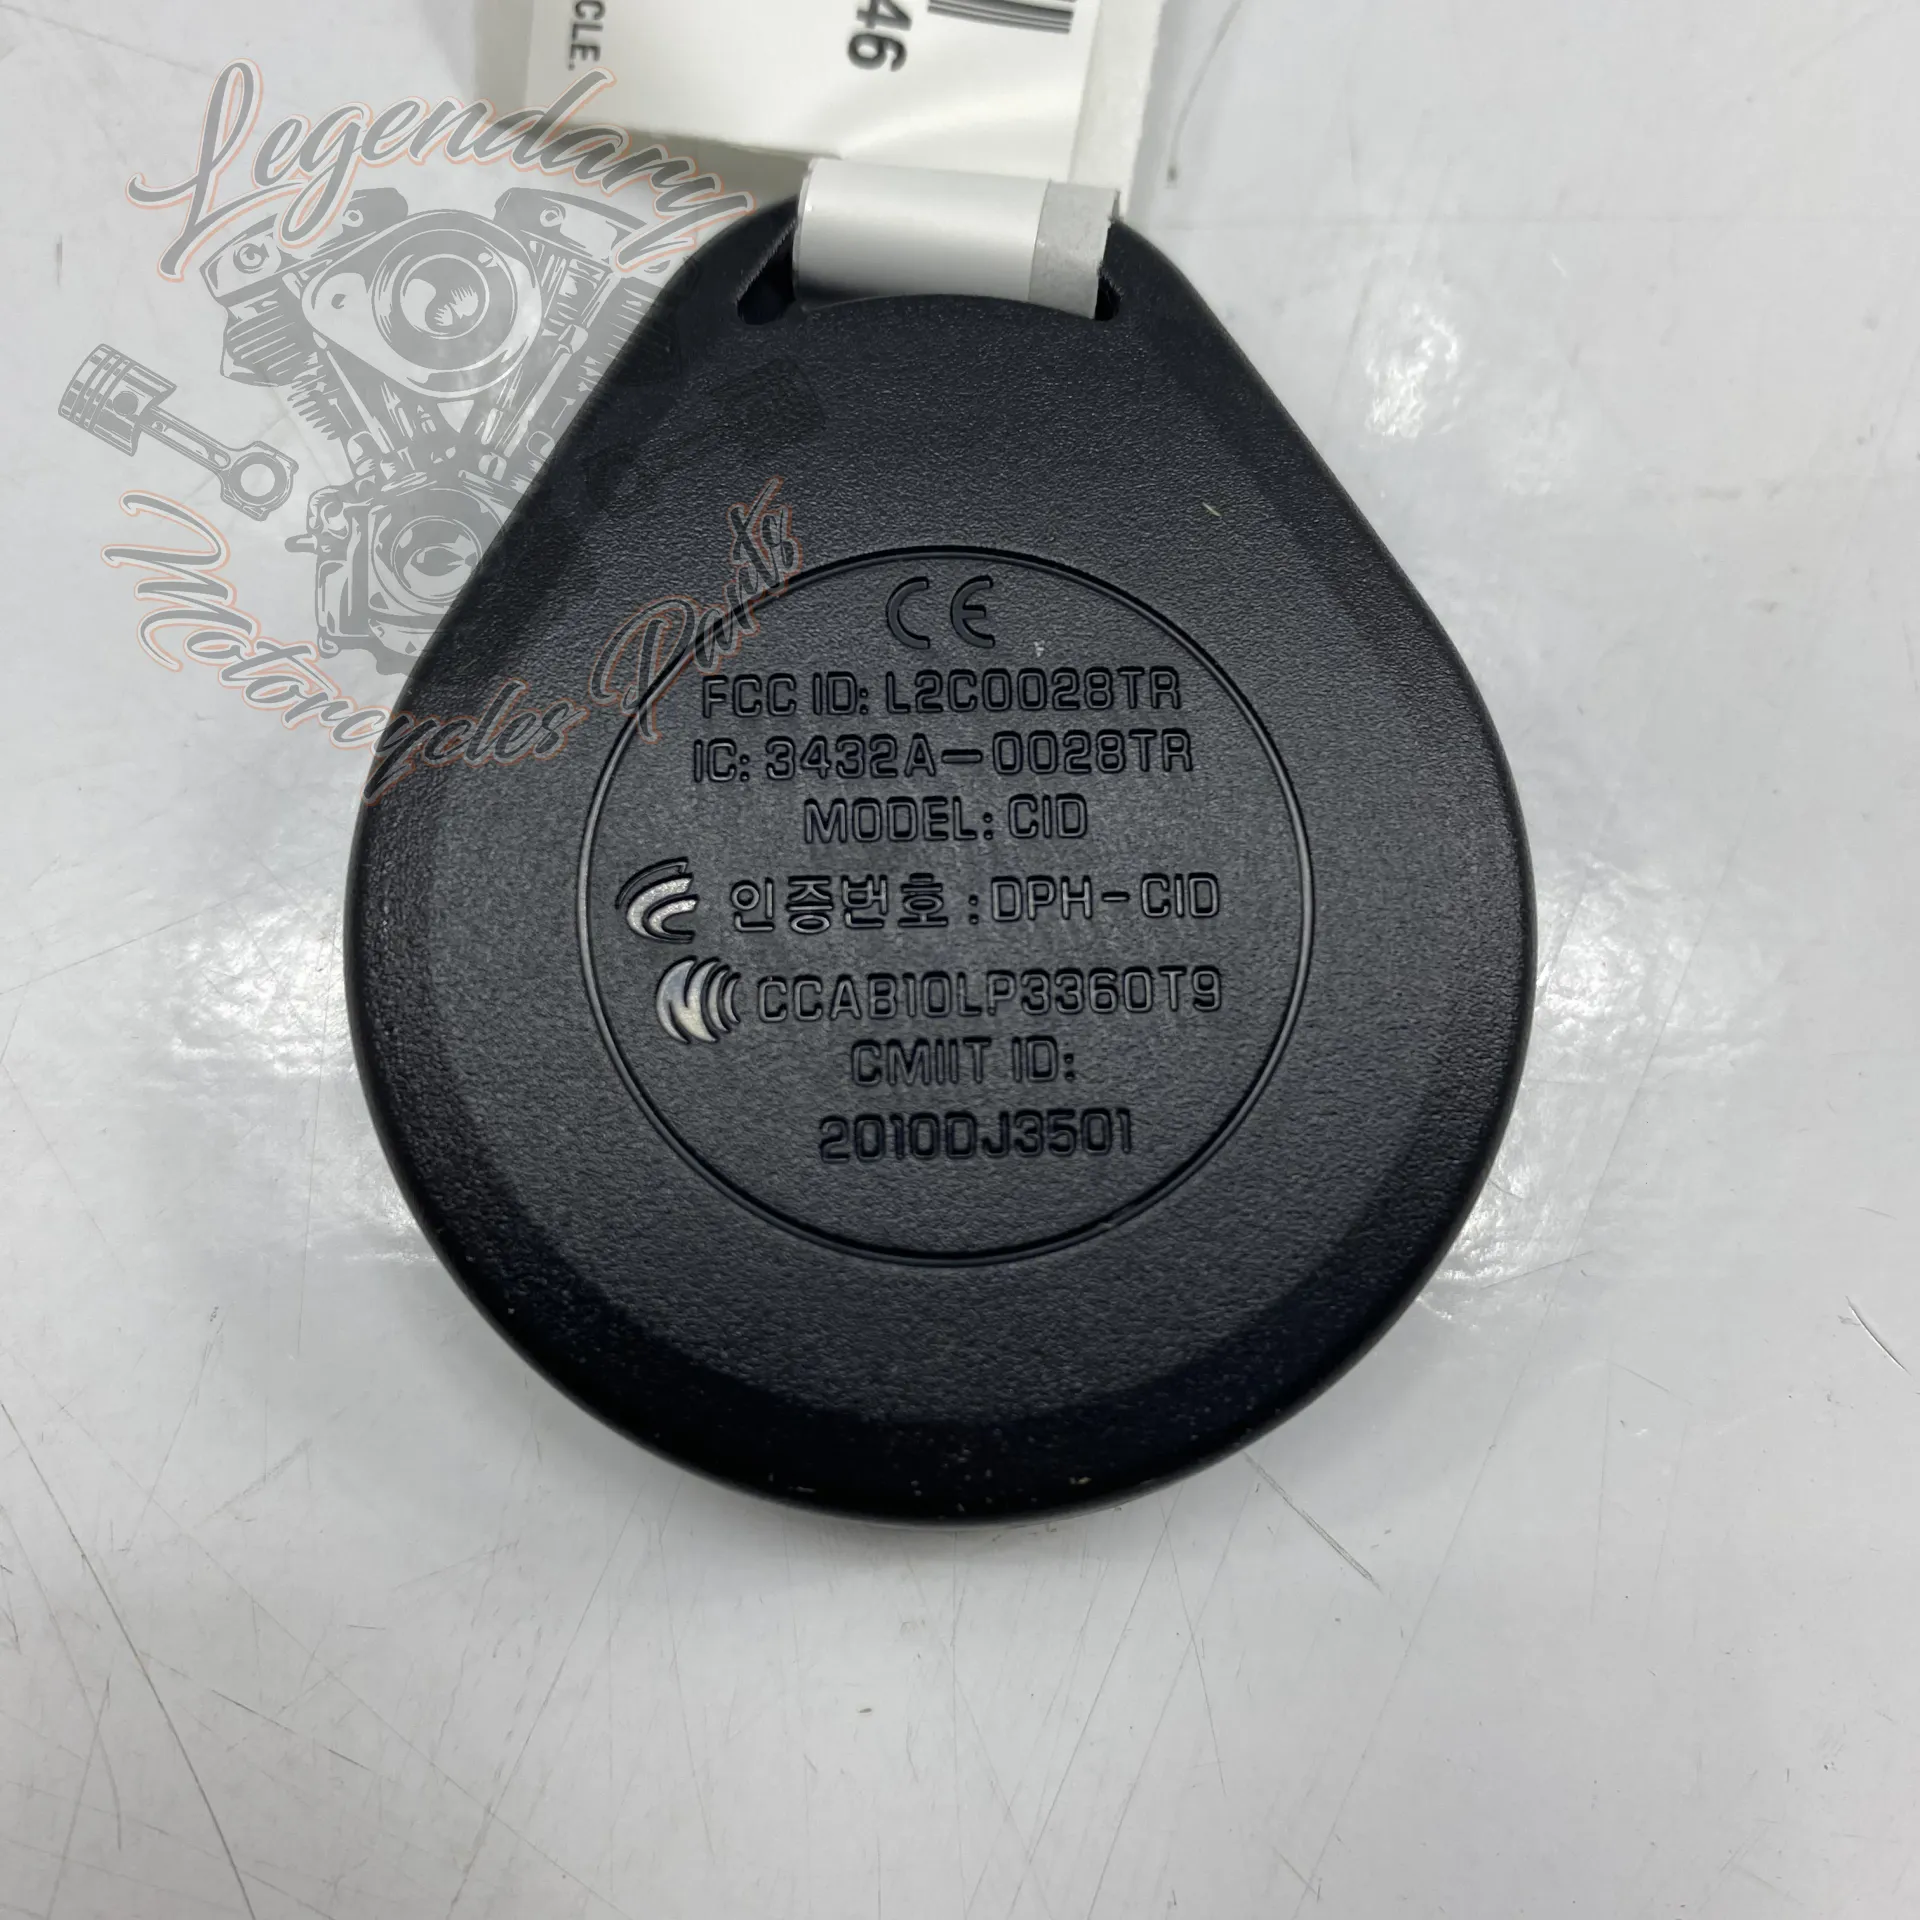 46
CLE.
Legendary
Motorcycles Parts
CE
FCC ID: L2C0028TR
IC: 3432A-0028TR
MODEL: CID
인증번호 : DPH-CID
CCAB10LP3360T9
CMIIT ID:
2010DJ3501